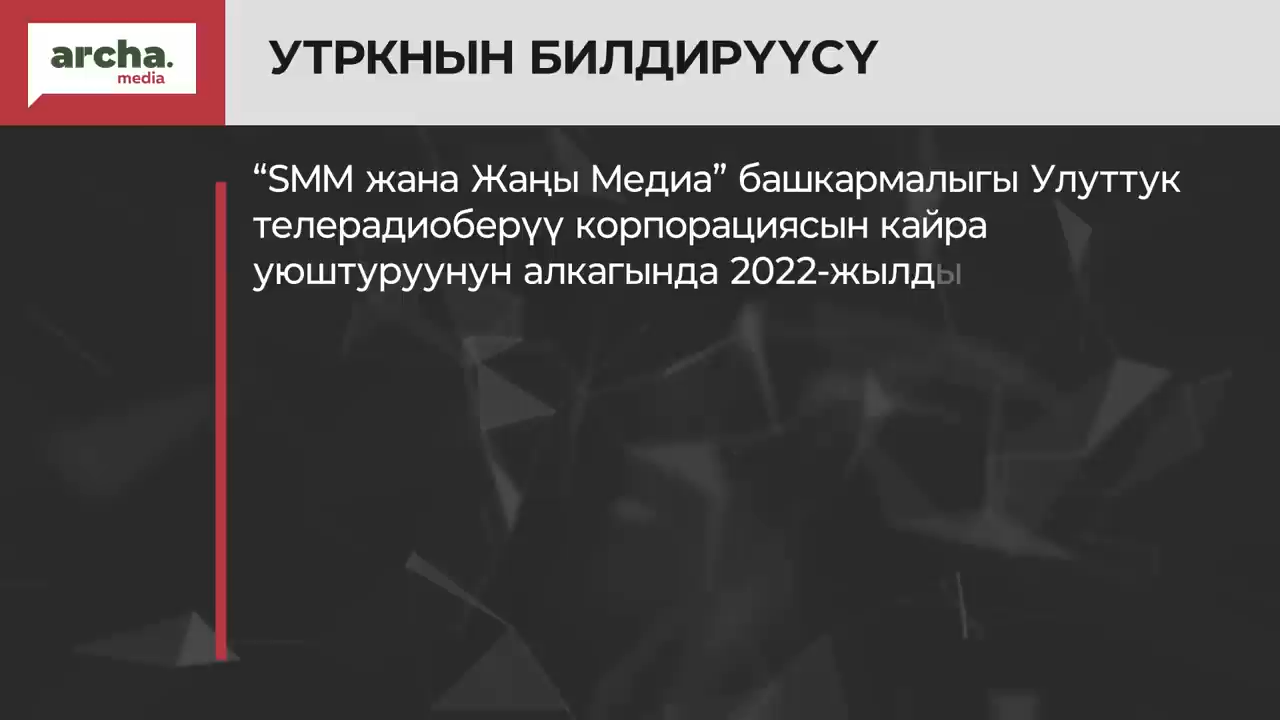 archa.
media
УТРКНЫН БИЛДИРҮҮСҮ
“SMM жана Жаңы Медиа” башкармалыгы Улуттук
телерадиоберүү корпорациясын кайра
уюштуруунун алкагында 2022-жылды